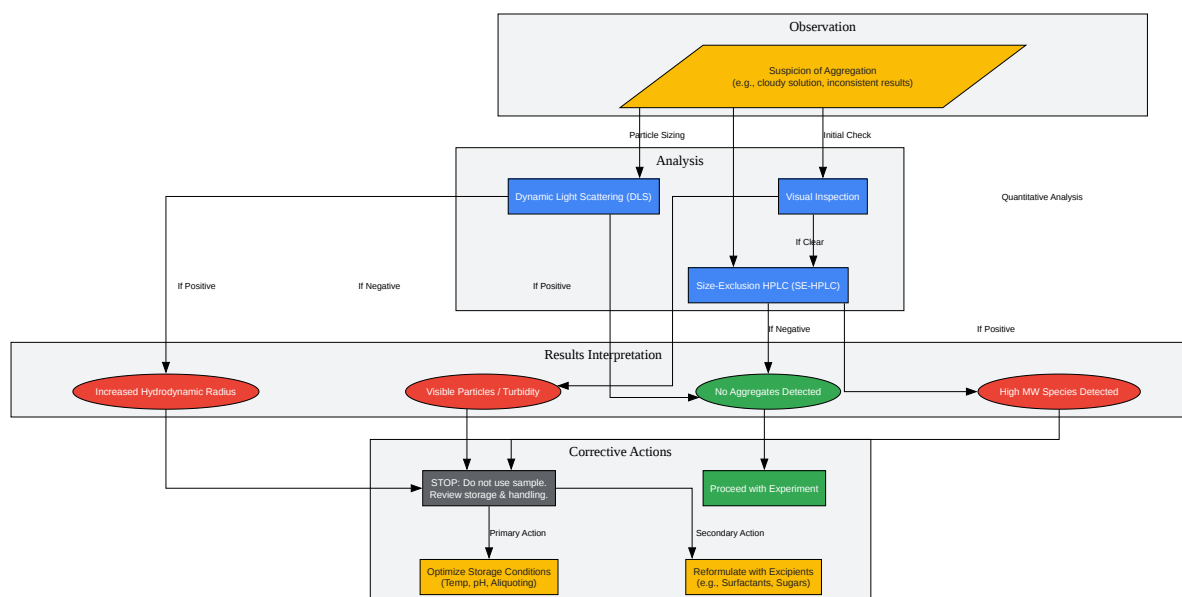 Observation
Suspicion of Aggregation
(e.g., cloudy solution, inconsistent results)
Particle Sizing
Initial Check
Analysis
Dynamic Light Scattering (DLS)
Visual Inspection
Quantitative Analysis
If Clear
Size-Exclusion HPLC (SE-HPLC)
If Positive
If Negative
If Positive
If Negative
If Positive
Results Interpretation
Increased Hydrodynamic Radius
Visible Particles / Turbidity
No Aggregates Detected
High MW Species Detected
Corrective Actions
STOP: Do not use sample.
Review storage & handling.
Proceed with Experiment
Primary Action
Secondary Action
Optimize Storage Conditions
(Temp, pH, Aliquoting)
Reformulate with Excipients
(e.g., Surfactants, Sugars)